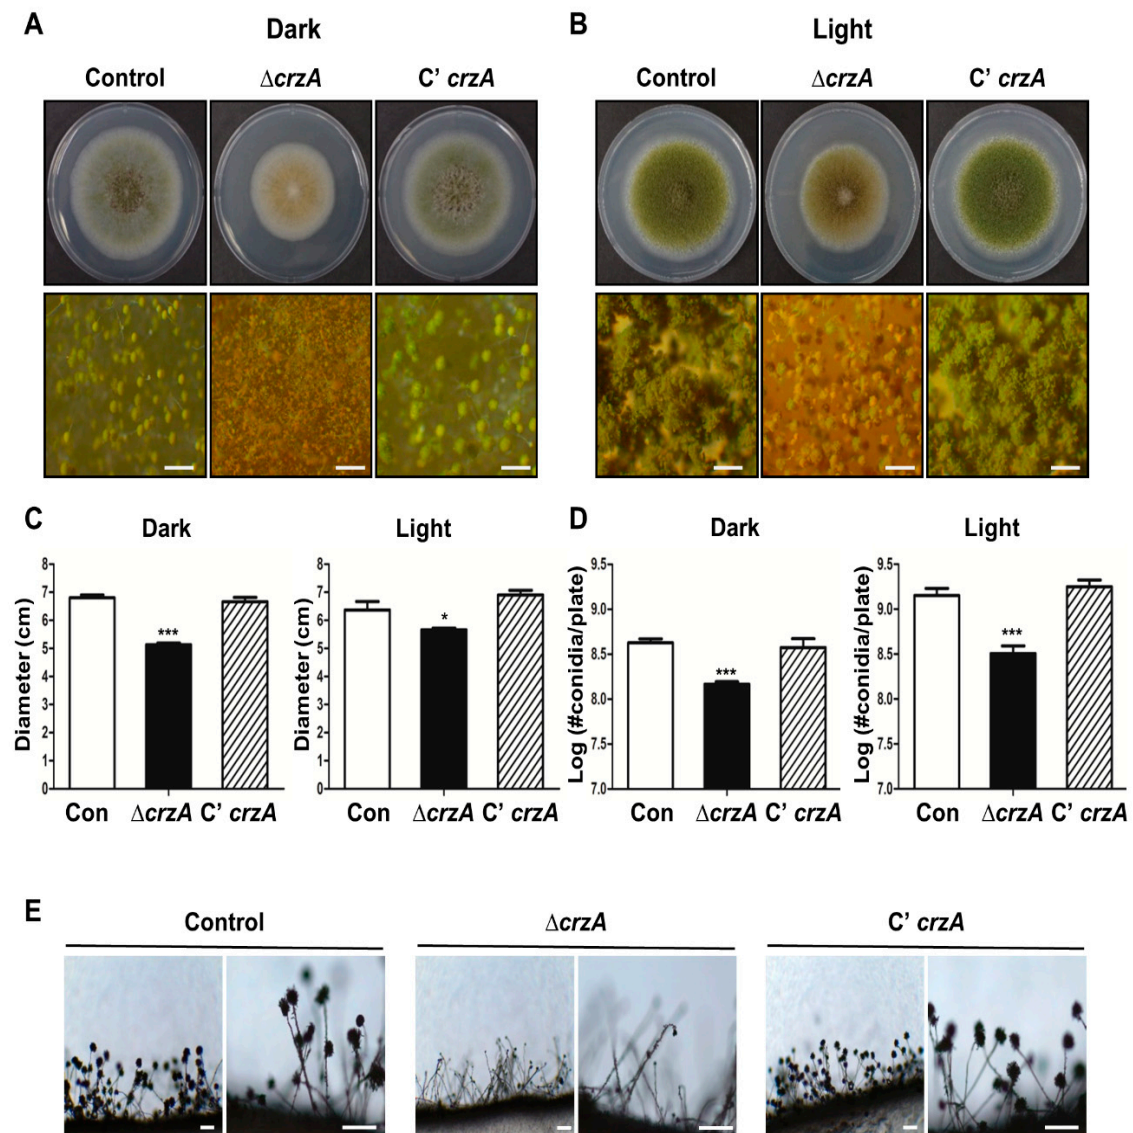 A
Dark
Control ΔcrzA C’ crzA
B
Light
Control ΔcrzA C’ crzA
C
Dark
Diameter (cm)
8
7
6
5
4
3
2
1
0
***
Con ΔcrzA C’ crzA
Light
Diameter (cm)
8
7
6
5
4
3
2
1
0
*
Con ΔcrzA C’ crzA
D
Dark
Log (#conidia/plate)
9.5
9.0
8.5
8.0
7.5
7.0
***
Con ΔcrzA C’ crzA
Light
Log (#conidia/plate)
9.5
9.0
8.5
8.0
7.5
7.0
***
Con ΔcrzA C’ crzA
E
Control ΔcrzA C’ crzA